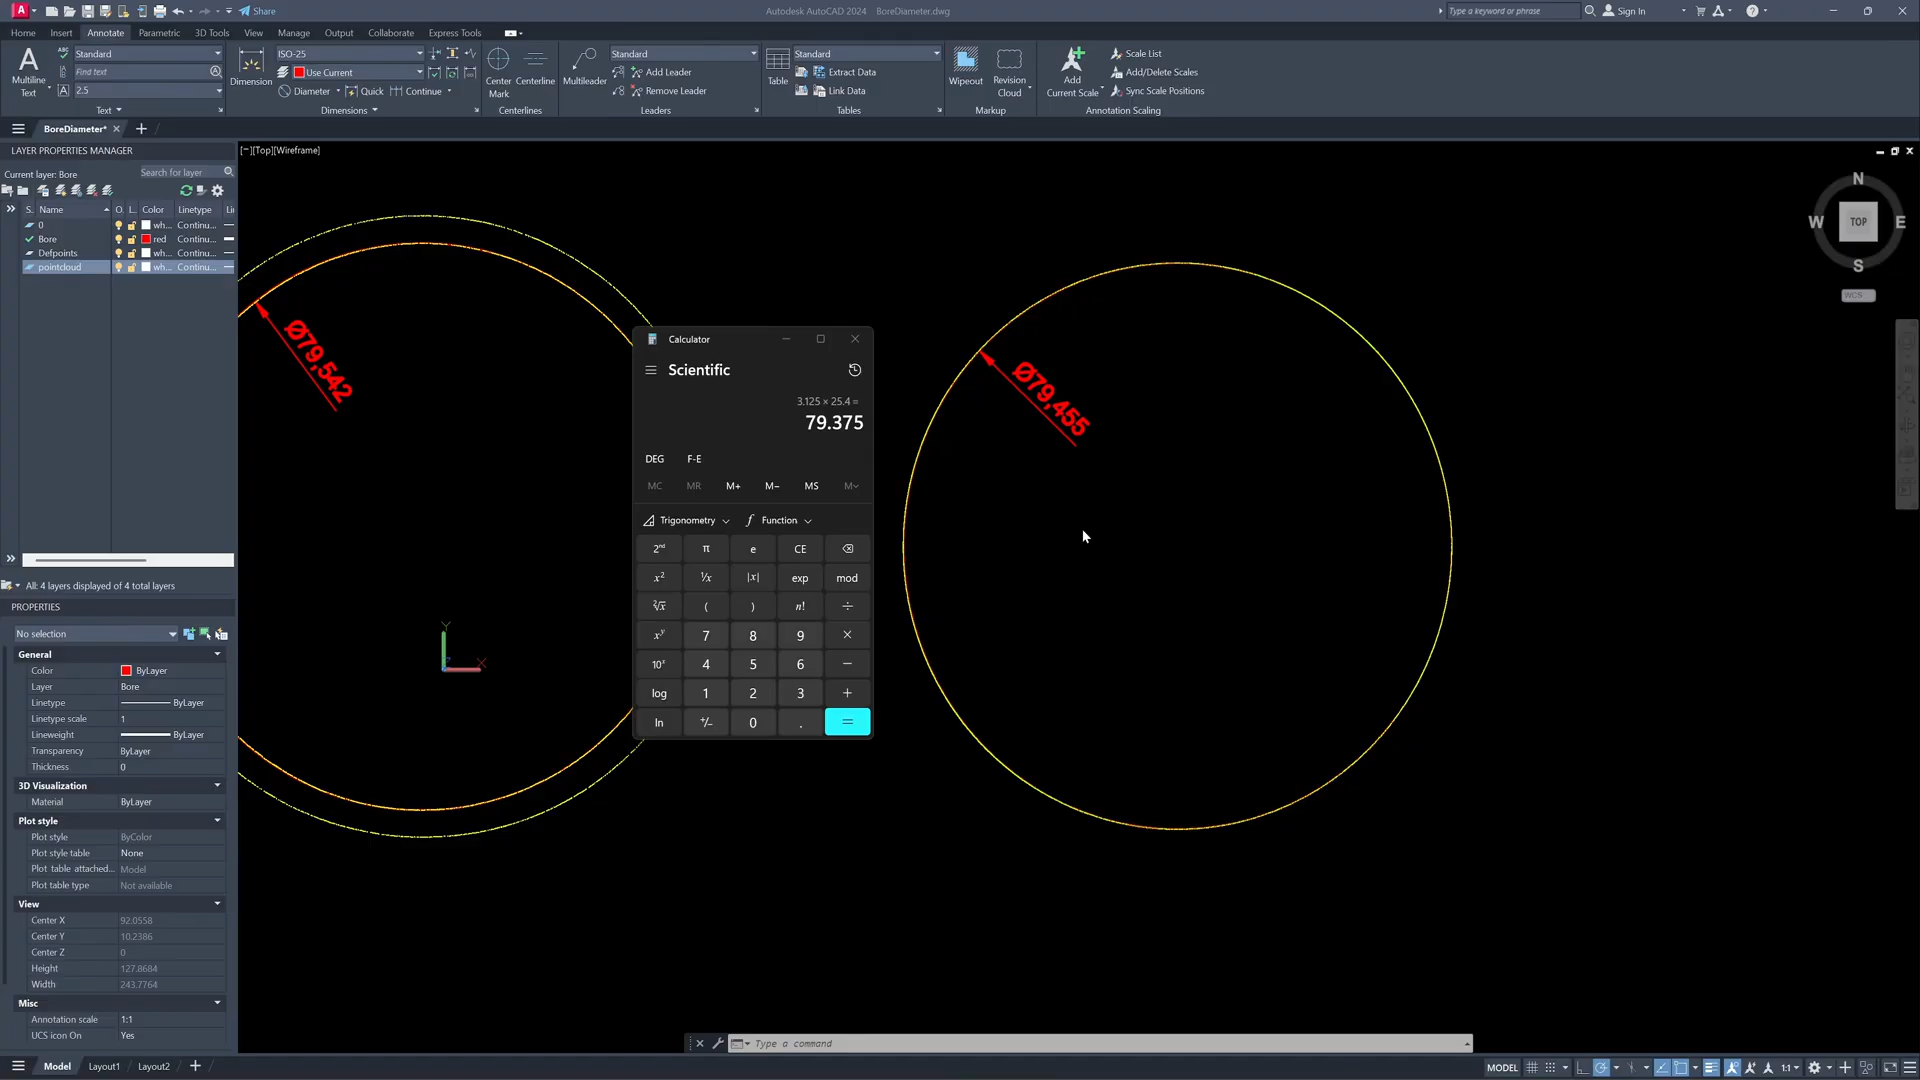 Share
Autodesk AutoCAD 2024 BoreDiameter.dwg
Type a keyword or phrase
Sign In
Home Insert Annotate Parametric 3D Tools View Manage Output Collaborate Express Tools
Multiline
Text
Standard
Find text
2.5
Text
Dimension
ISO-25
Use Current
Diameter
Quick
Continue
Dimensions
Center
Mark
Centerline
Centerlines
Multileader
Standard
Add Leader
Remove Leader
Leaders
Table
Standard
Extract Data
Link Data
Tables
Wipeout
Revision
Cloud
Markup
Add
Current Scale
Scale List
Add/Delete Scales
Sync Scale Positions
Annotation Scaling
BoreDiameter*
LAYER PROPERTIES MANAGER
Current layer: Bore
Search for layer
S. Name O. L. Color Linetype Li
0 wh... Continu...
Bore red Continu...
Defpoints wh... Continu...
pointcloud wh... Continu...
All: 4 layers displayed of 4 total layers
PROPERTIES
No selection
General
Color ByLayer
Layer Bore
Linetype ByLayer
Linetype scale 1
Lineweight ByLayer
Transparency ByLayer
Thickness 0
3D Visualization
Material ByLayer
Plot style
Plot style ByColor
Plot style table None
Plot table attached... Model
Plot table type Not available
View
Center X 92.0558
Center Y 10.2386
Center Z 0
Height 127.8684
Width 243.7764
Misc
Annotation scale 1:1
UCS icon On Yes
[−][Top][Wireframe]
Ø79,542
Y
X
Calculator
Scientific
3.125 × 25.4 =
79.375
DEG F-E
MC MR M+ M− MS M
Trigonometry Function
2nd π e CE
x² ¹/x |x| exp mod
²√x ( ) n! ÷
xʸ 7 8 9 ×
10ˣ 4 5 6 −
log 1 2 3 +
ln +/− 0 . =
Ø79,455
N
W TOP E
S
WCS
Type a command
Model Layout1 Layout2
MODEL
1:1